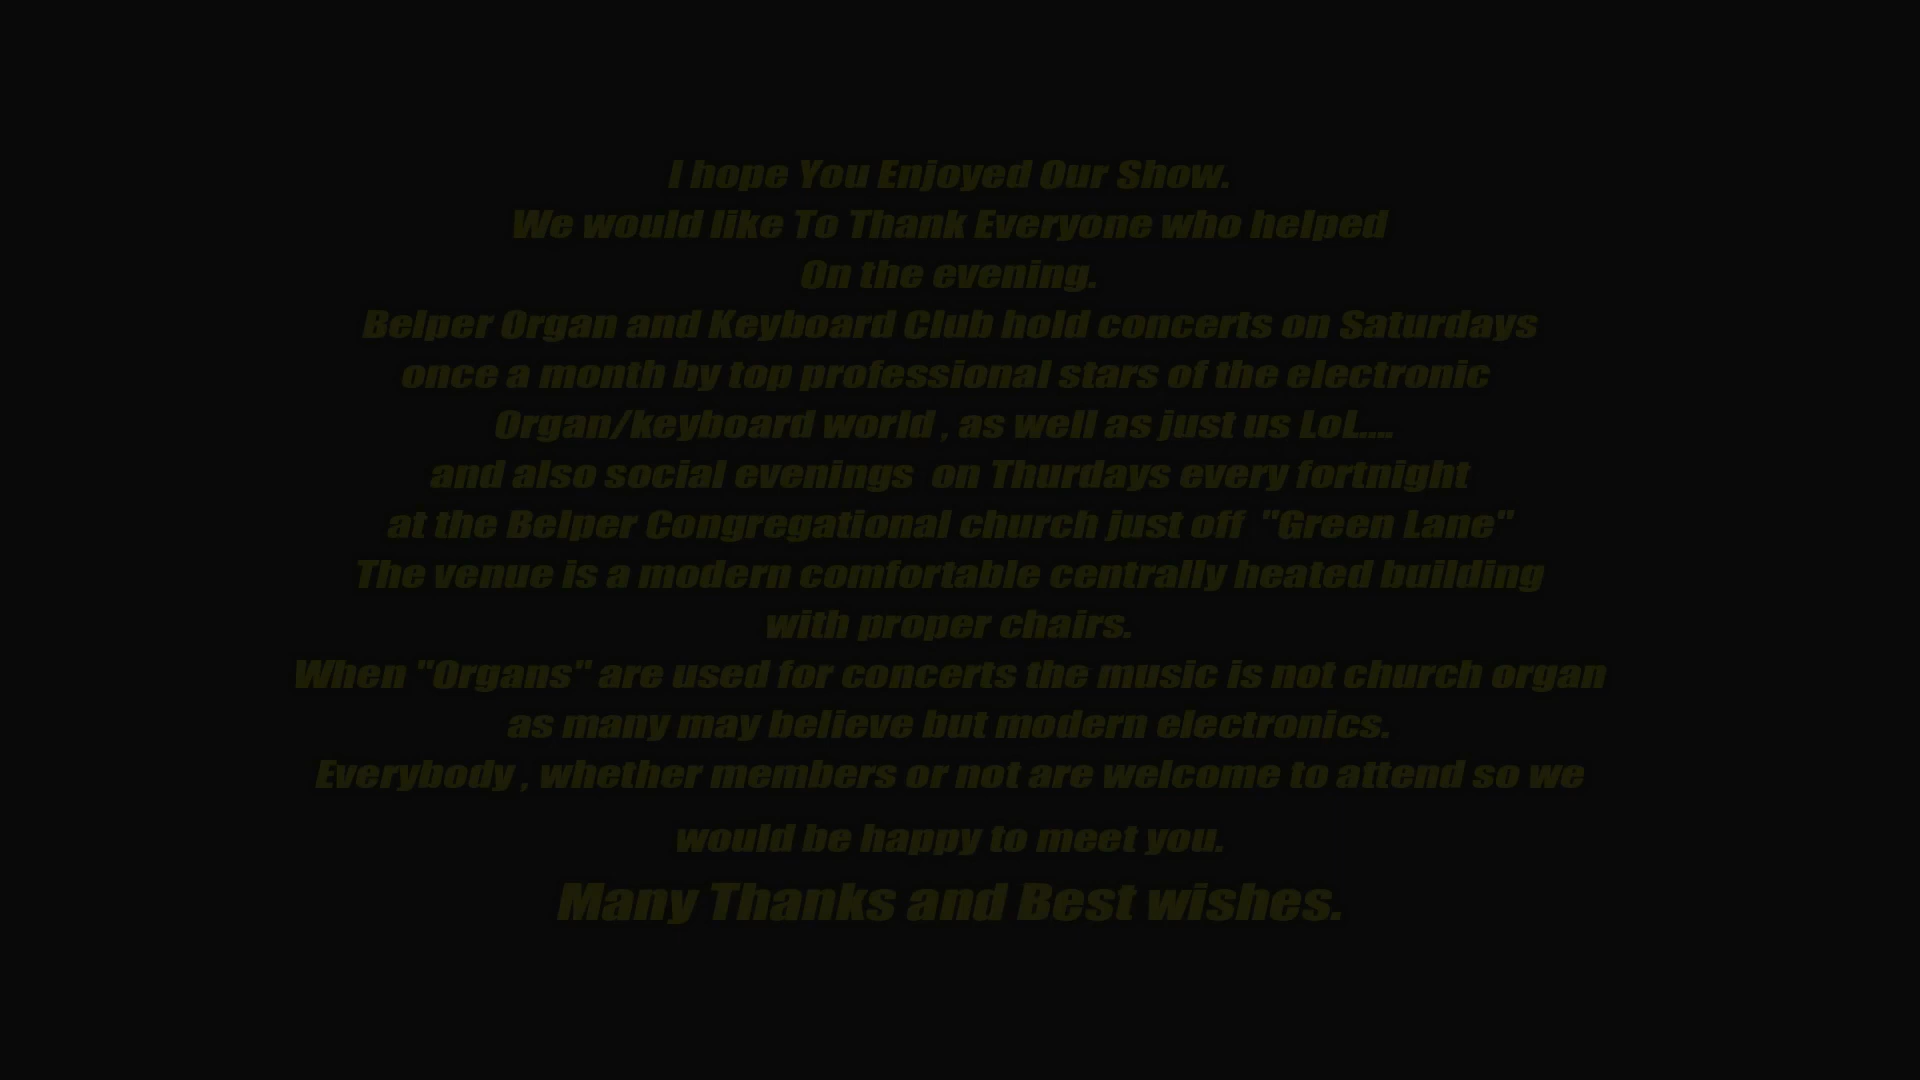 I hope You Enjoyed Our Show.
We would like To Thank Everyone who helped
On the evening.
Belper Organ and Keyboard Club hold concerts on Saturdays
once a month by top professional stars of the electronic
Organ/keyboard world , as well as just us LoL....
and also social evenings  on Thurdays every fortnight
at the Belper Congregational church just off  "Green Lane"
The venue is a modern comfortable centrally heated building
with proper chairs.
When "Organs" are used for concerts the music is not church organ
as many may believe but modern electronics.
Everybody , whether members or not are welcome to attend so we
would be happy to meet you.
Many Thanks and Best wishes.